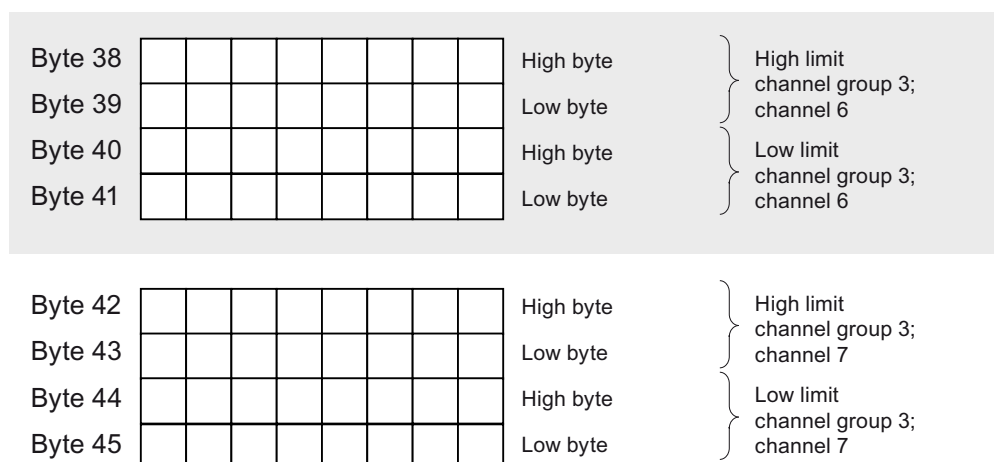 Byte 38
High byte
High limit
channel group 3;
channel 6
Byte 39
Low byte
Byte 40
High byte
Low limit
channel group 3;
channel 6
Byte 41
Low byte
Byte 42
High byte
High limit
channel group 3;
channel 7
Byte 43
Low byte
Byte 44
High byte
Low limit
channel group 3;
channel 7
Byte 45
Low byte